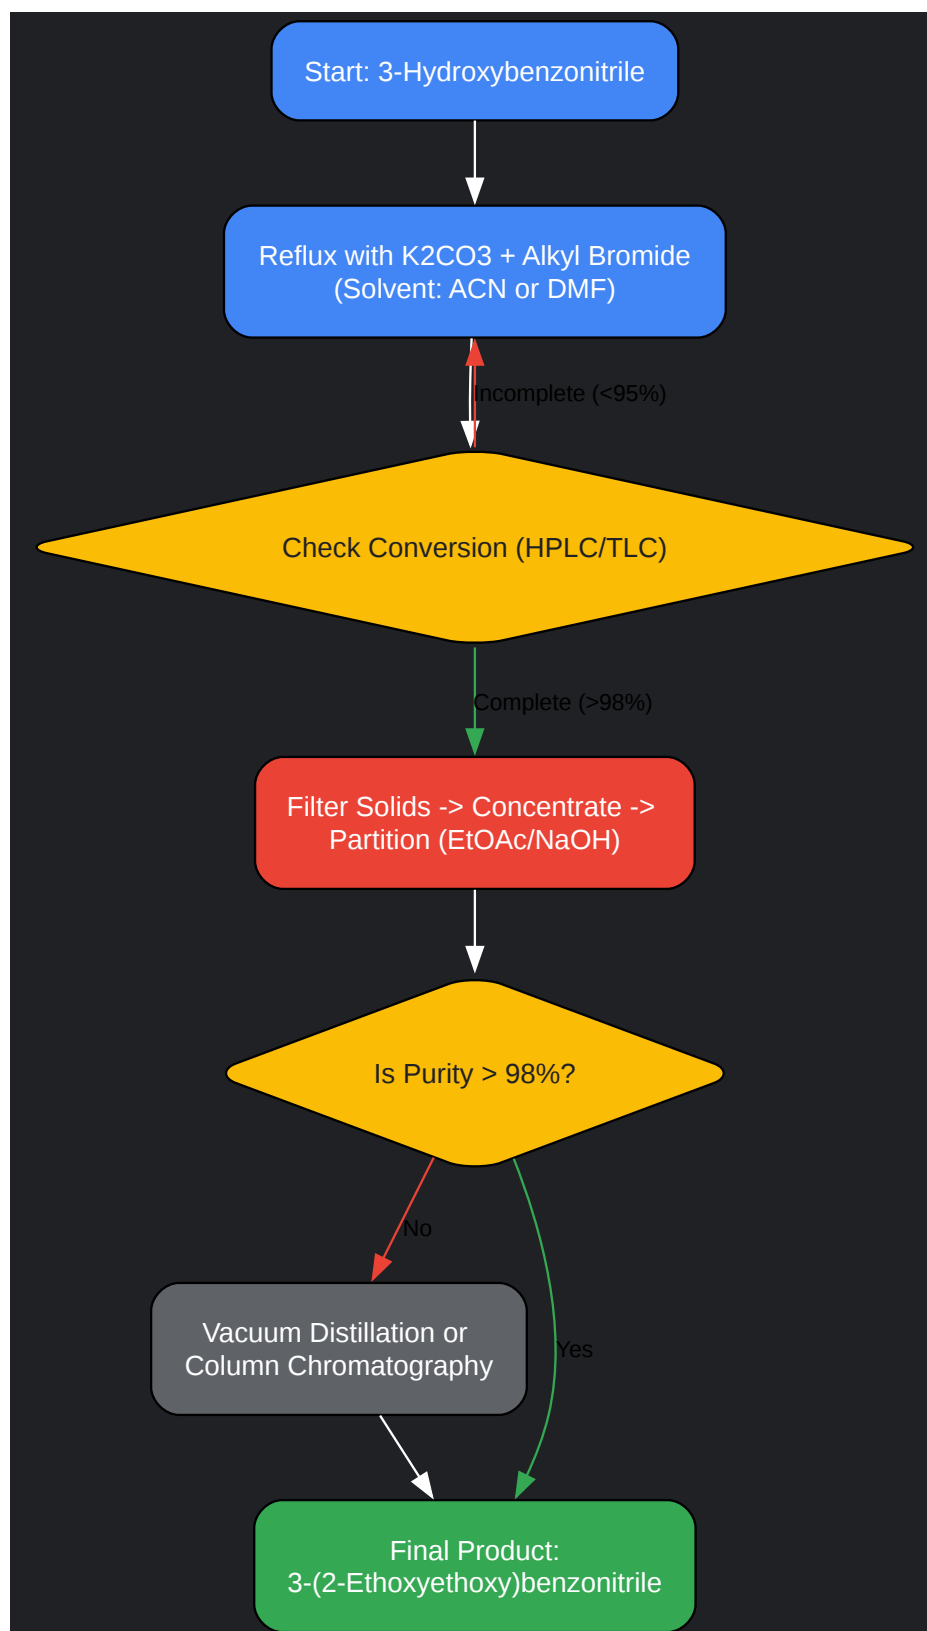 Start: 3-Hydroxybenzonitrile
Reflux with K2CO3 + Alkyl Bromide
(Solvent: ACN or DMF)
Incomplete (<95%)
Check Conversion (HPLC/TLC)
Complete (>98%)
Filter Solids -> Concentrate ->
Partition (EtOAc/NaOH)
Is Purity > 98%?
No
Vacuum Distillation or
Column Chromatography
Yes
Final Product:
3-(2-Ethoxyethoxy)benzonitrile